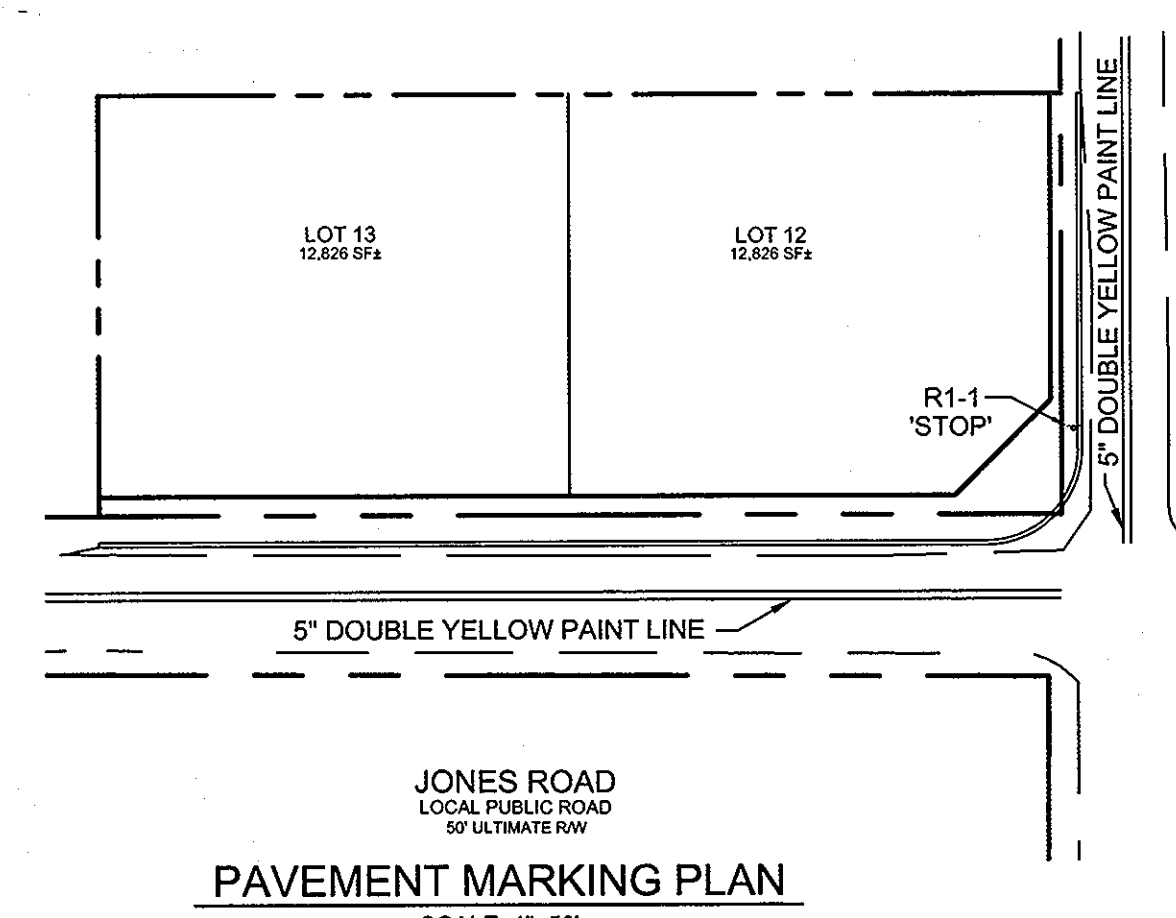 LOT 13
12,826 SF±
LOT 12
12,826 SF±
5" DOUBLE YELLOW PAINT LINE
R1-1
'STOP'
5" DOUBLE YELLOW PAINT LINE
JONES ROAD
LOCAL PUBLIC ROAD
50' ULTIMATE R/W
PAVEMENT MARKING PLAN